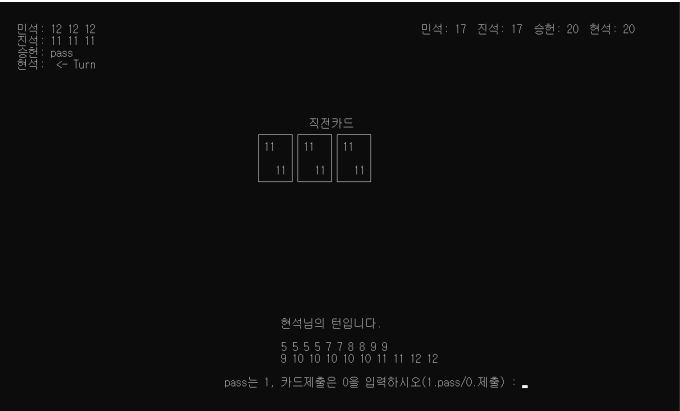 민석: 12 12 12
진석: 11 11 11
승헌: pass
현석: <- Turn
민석: 17 진석: 17 승헌: 20 현석: 20
직전카드
11 11 11
11 11 11
현석님의 턴입니다.
5 5 5 5 7 7 8 8 9 9
9 10 10 10 10 10 11 11 12 12
pass는 1, 카드제출은 0을 입력하시오(1.pass/0.제출) :